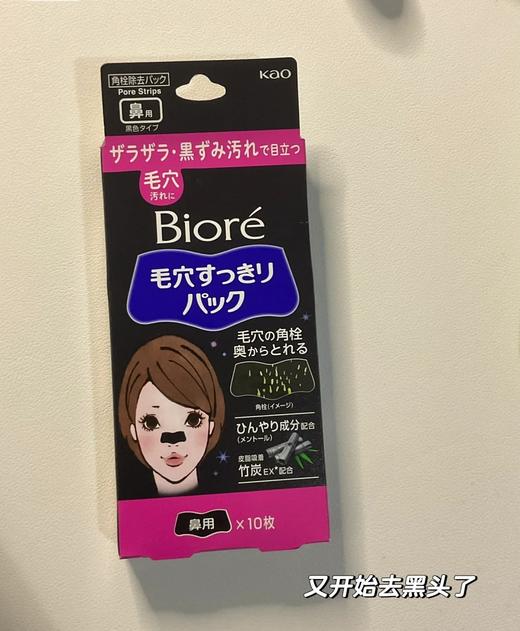 角栓除去パック
Kao
Pore Strips
鼻用
黒色タイプ
ザラザラ・黒ずみ汚れで目立つ
毛穴
汚れに
Bioré
毛穴すっきり
パック
毛穴の角栓
奥からとれる
角栓(イメージ)
ひんやり成分配合
(メントール)
皮脂吸着
竹炭EX*配合
鼻用 ×10枚
又开始去黑头了